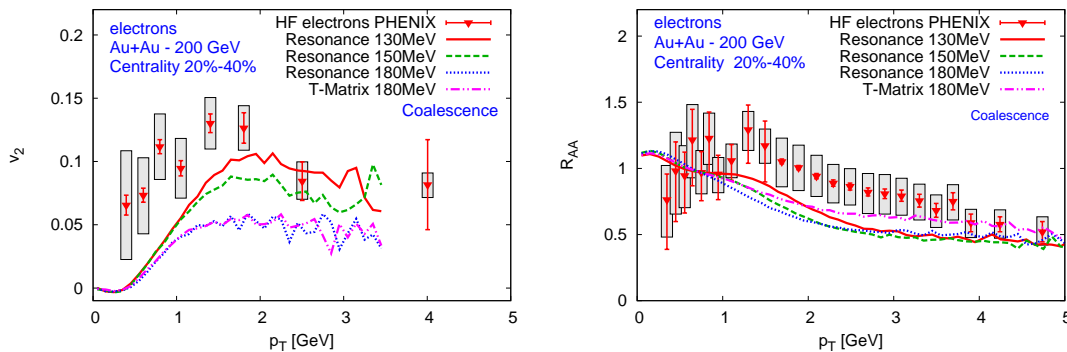 electrons
Au+Au - 200 GeV
Centrality 20%-40%
HF electrons PHENIX
Resonance 130MeV
Resonance 150MeV
Resonance 180MeV
T-Matrix 180MeV
Coalescence
0.2
0.15
0.1
0.05
0
v2
0
1
2
3
4
5
pT [GeV]
electrons
Au+Au - 200 GeV
Centrality 20%-40%
HF electrons PHENIX
Resonance 130MeV
Resonance 150MeV
Resonance 180MeV
T-Matrix 180MeV
Coalescence
2
1.5
1
0.5
0
RAA
0
1
2
3
4
5
pT [GeV]